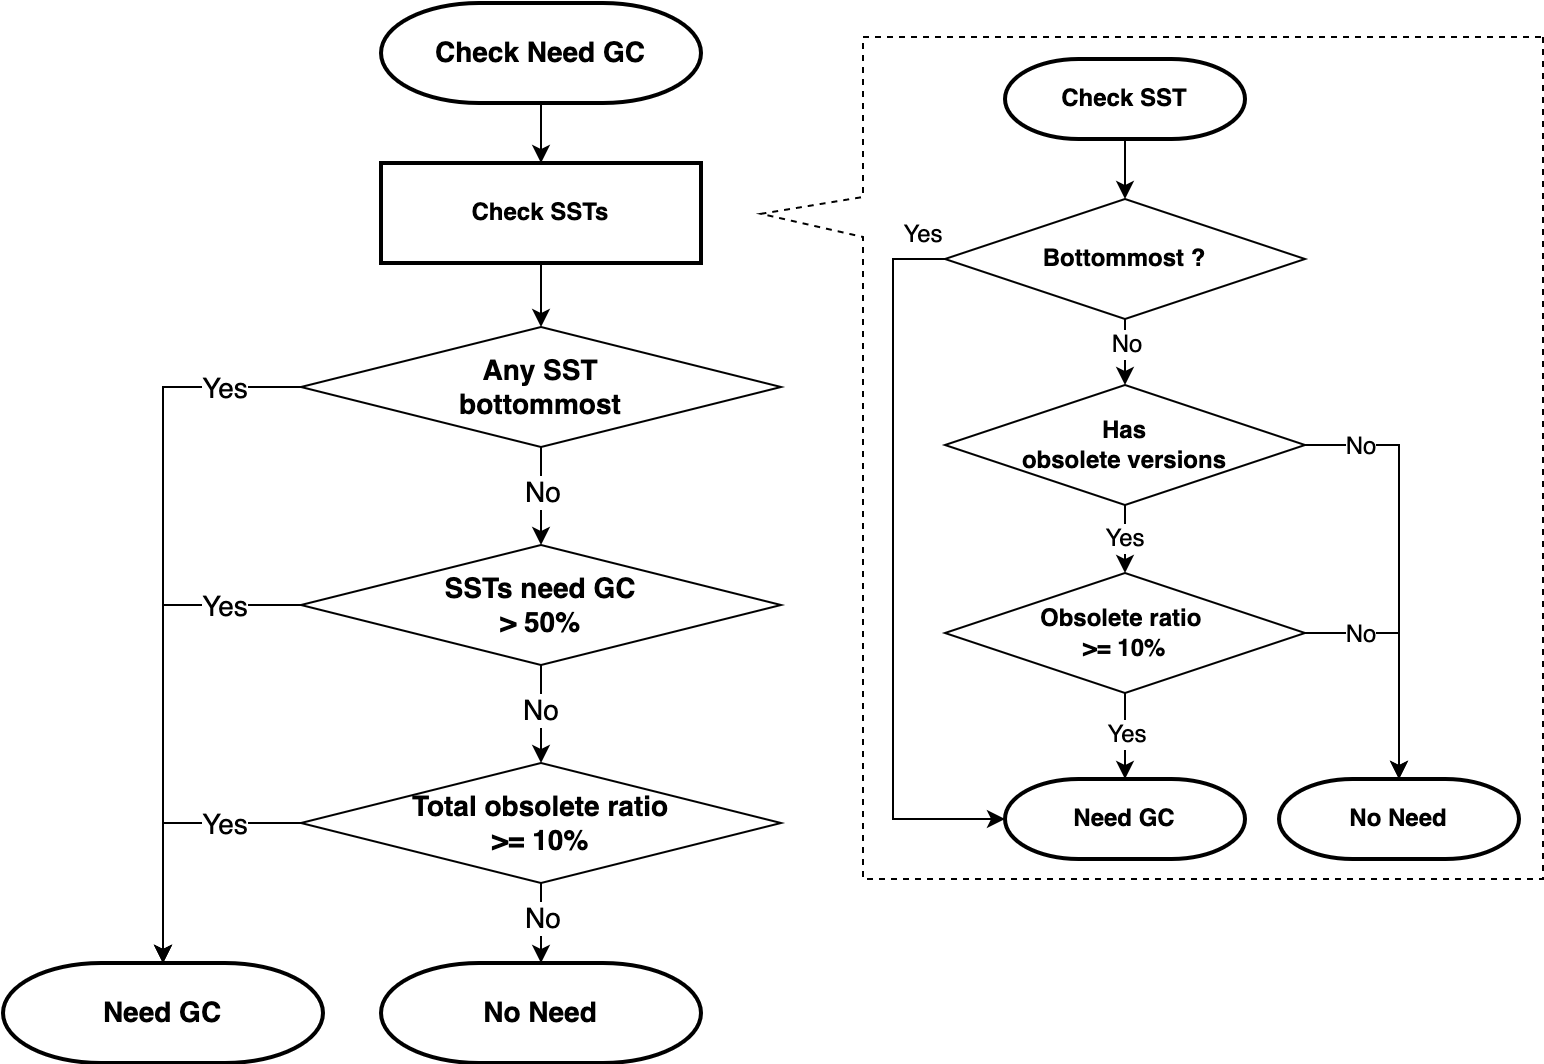 Check Need GC
Check SSTs
Any SST
bottommost
Yes
No
SSTs need GC
> 50%
Yes
No
Total obsolete ratio
>= 10%
Yes
No
Need GC
No Need
Check SST
Bottommost ?
Yes
No
Has
obsolete versions
No
Yes
Obsolete ratio
>= 10%
No
Yes
Need GC
No Need